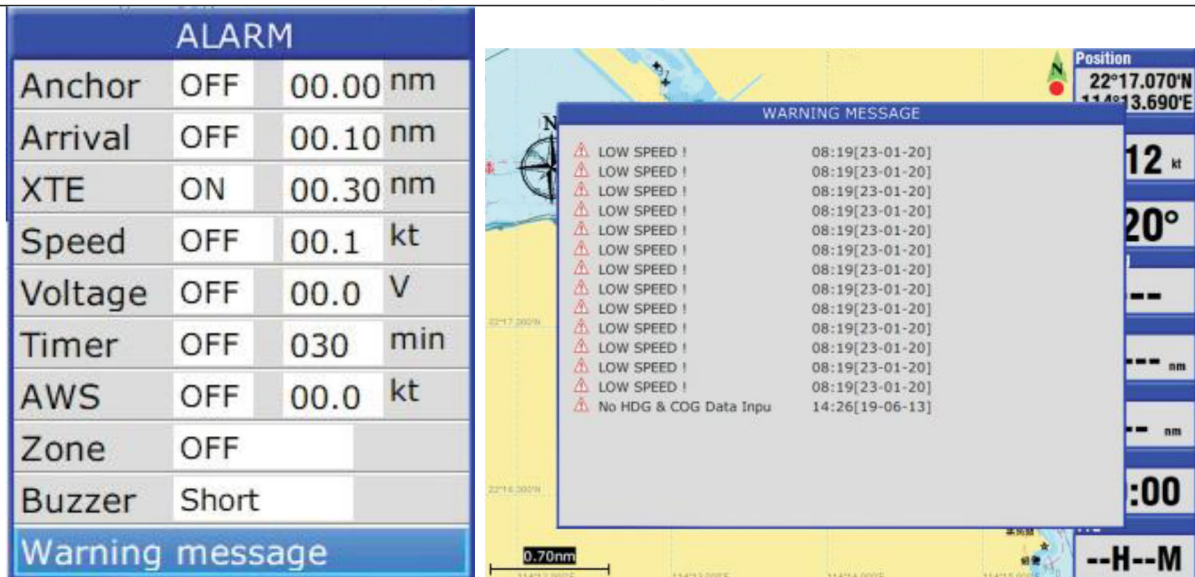 ALARM
Anchor OFF 00.00 nm
Arrival OFF 00.10 nm
XTE ON 00.30 nm
Speed OFF 00.1 kt
Voltage OFF 00.0 V
Timer OFF 030 min
AWS OFF 00.0 kt
Zone OFF
Buzzer Short
Warning message
WARNING MESSAGE
LOW SPEED ! 08:19[23-01-20]
LOW SPEED ! 08:19[23-01-20]
LOW SPEED ! 08:19[23-01-20]
LOW SPEED ! 08:19[23-01-20]
LOW SPEED ! 08:19[23-01-20]
LOW SPEED ! 08:19[23-01-20]
LOW SPEED ! 08:19[23-01-20]
LOW SPEED ! 08:19[23-01-20]
LOW SPEED ! 08:19[23-01-20]
LOW SPEED ! 08:19[23-01-20]
LOW SPEED ! 08:19[23-01-20]
LOW SPEED ! 08:19[23-01-20]
LOW SPEED ! 08:19[23-01-20]
No HDG & COG Data Inpu 14:26[19-06-13]
N
N
0.70nm
Position
22°17.070'N
114°13.690'E
12 kt
20°
--
--- nm
-- nm
:00
--H--M